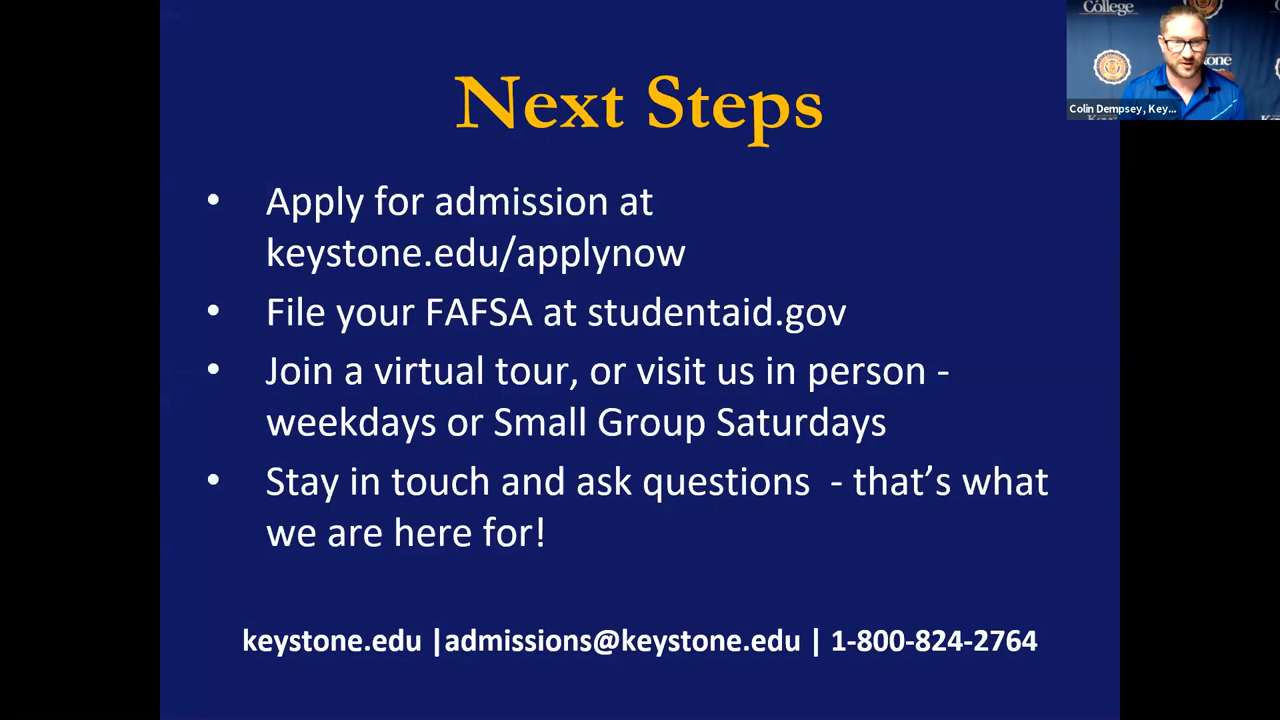 College
Colin Dempsey, Key...
Next Steps
• Apply for admission at
keystone.edu/applynow
• File your FAFSA at studentaid.gov
• Join a virtual tour, or visit us in person -
weekdays or Small Group Saturdays
• Stay in touch and ask questions  - that’s what
we are here for!
keystone.edu |admissions@keystone.edu | 1-800-824-2764